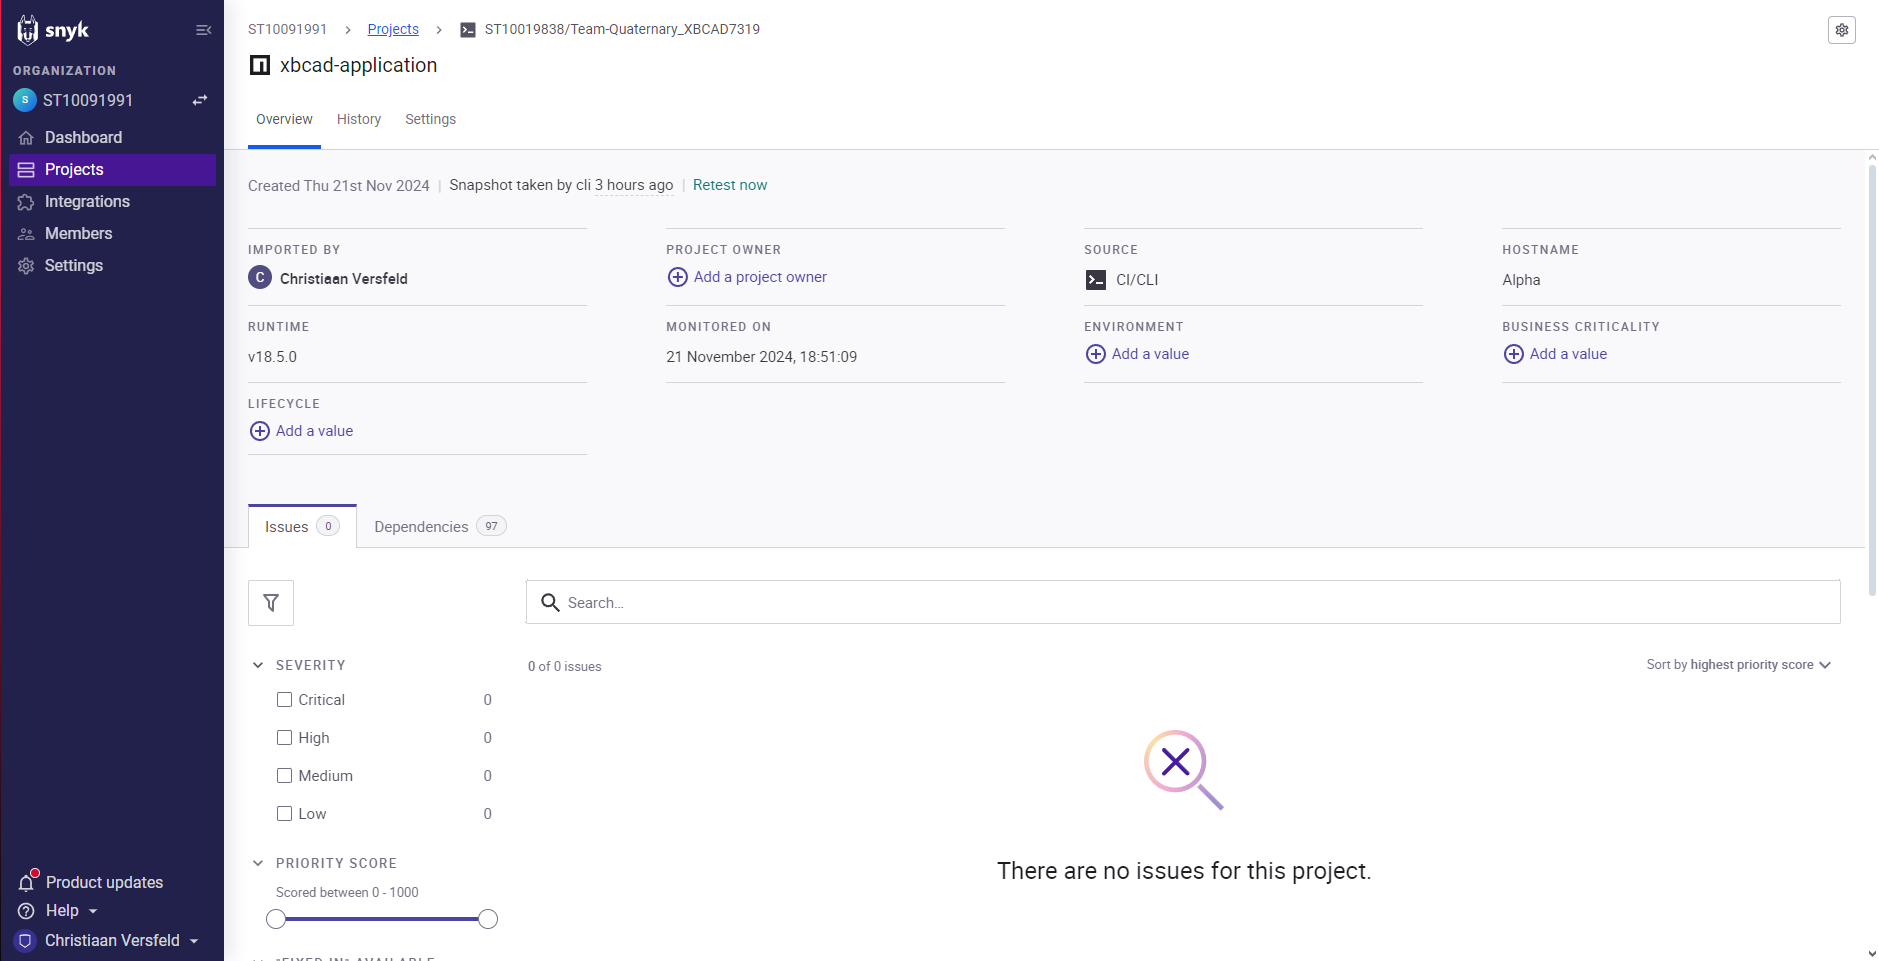 snyk
ORGANIZATION
S ST10091991
Dashboard
Projects
Integrations
Members
Settings
Product updates
Help
Christiaan Versfeld
ST10091991 > Projects > ST10019838/Team-Quaternary_XBCAD7319
xbcad-application
Overview History Settings
Created Thu 21st Nov 2024 | Snapshot taken by cli 3 hours ago | Retest now
IMPORTED BY
C Christiaan Versfeld
PROJECT OWNER
Add a project owner
SOURCE
CI/CLI
HOSTNAME
Alpha
RUNTIME
v18.5.0
MONITORED ON
21 November 2024, 18:51:09
ENVIRONMENT
Add a value
BUSINESS CRITICALITY
Add a value
LIFECYCLE
Add a value
Issues 0 Dependencies 97
Search...
SEVERITY
Critical 0
High 0
Medium 0
Low 0
PRIORITY SCORE
Scored between 0 - 1000
"FIXED IN" AVAILABLE
0 of 0 issues
Sort by highest priority score
There are no issues for this project.